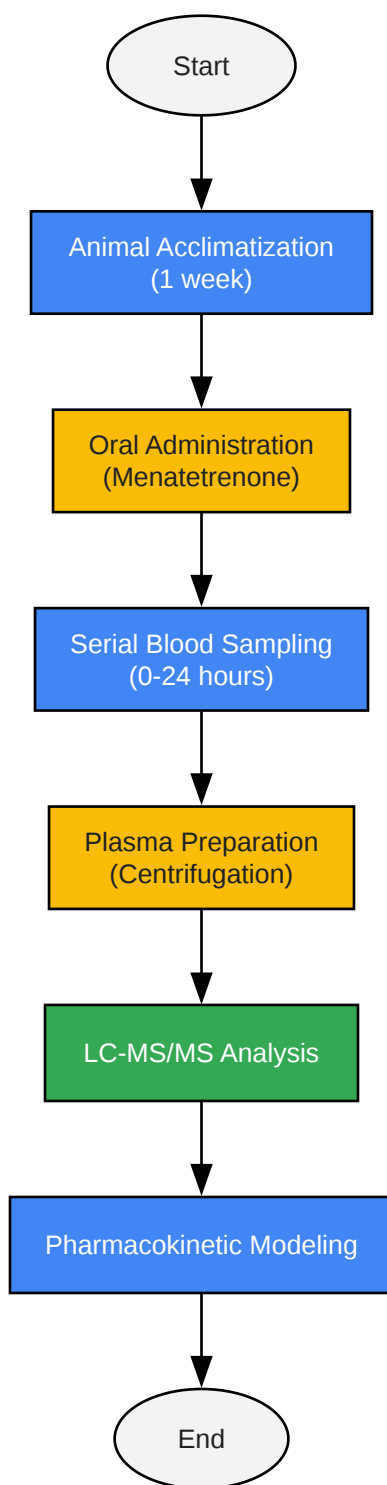 Start
Animal Acclimatization
(1 week)
Oral Administration
(Menatetrenone)
Serial Blood Sampling
(0-24 hours)
Plasma Preparation
(Centrifugation)
LC-MS/MS Analysis
Pharmacokinetic Modeling
End